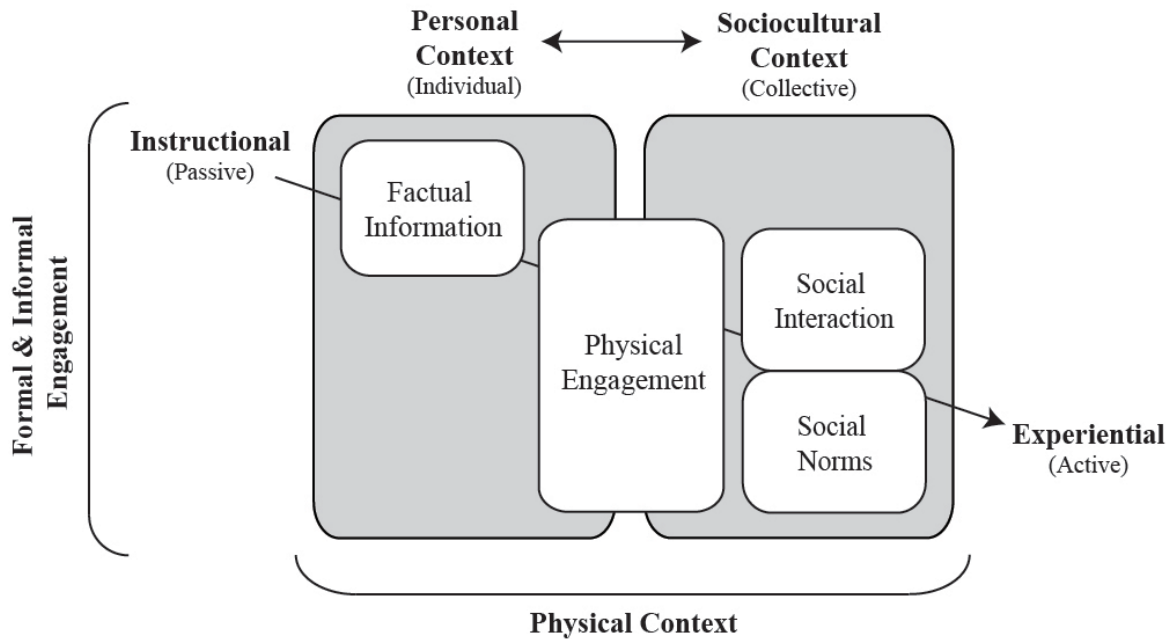 Personal
Context
(Individual)
Sociocultural
Context
(Collective)
Instructional
(Passive)
Factual
Information
Formal & Informal
Engagement
Physical
Engagement
Social
Interaction
Social
Norms
Experiential
(Active)
Physical Context